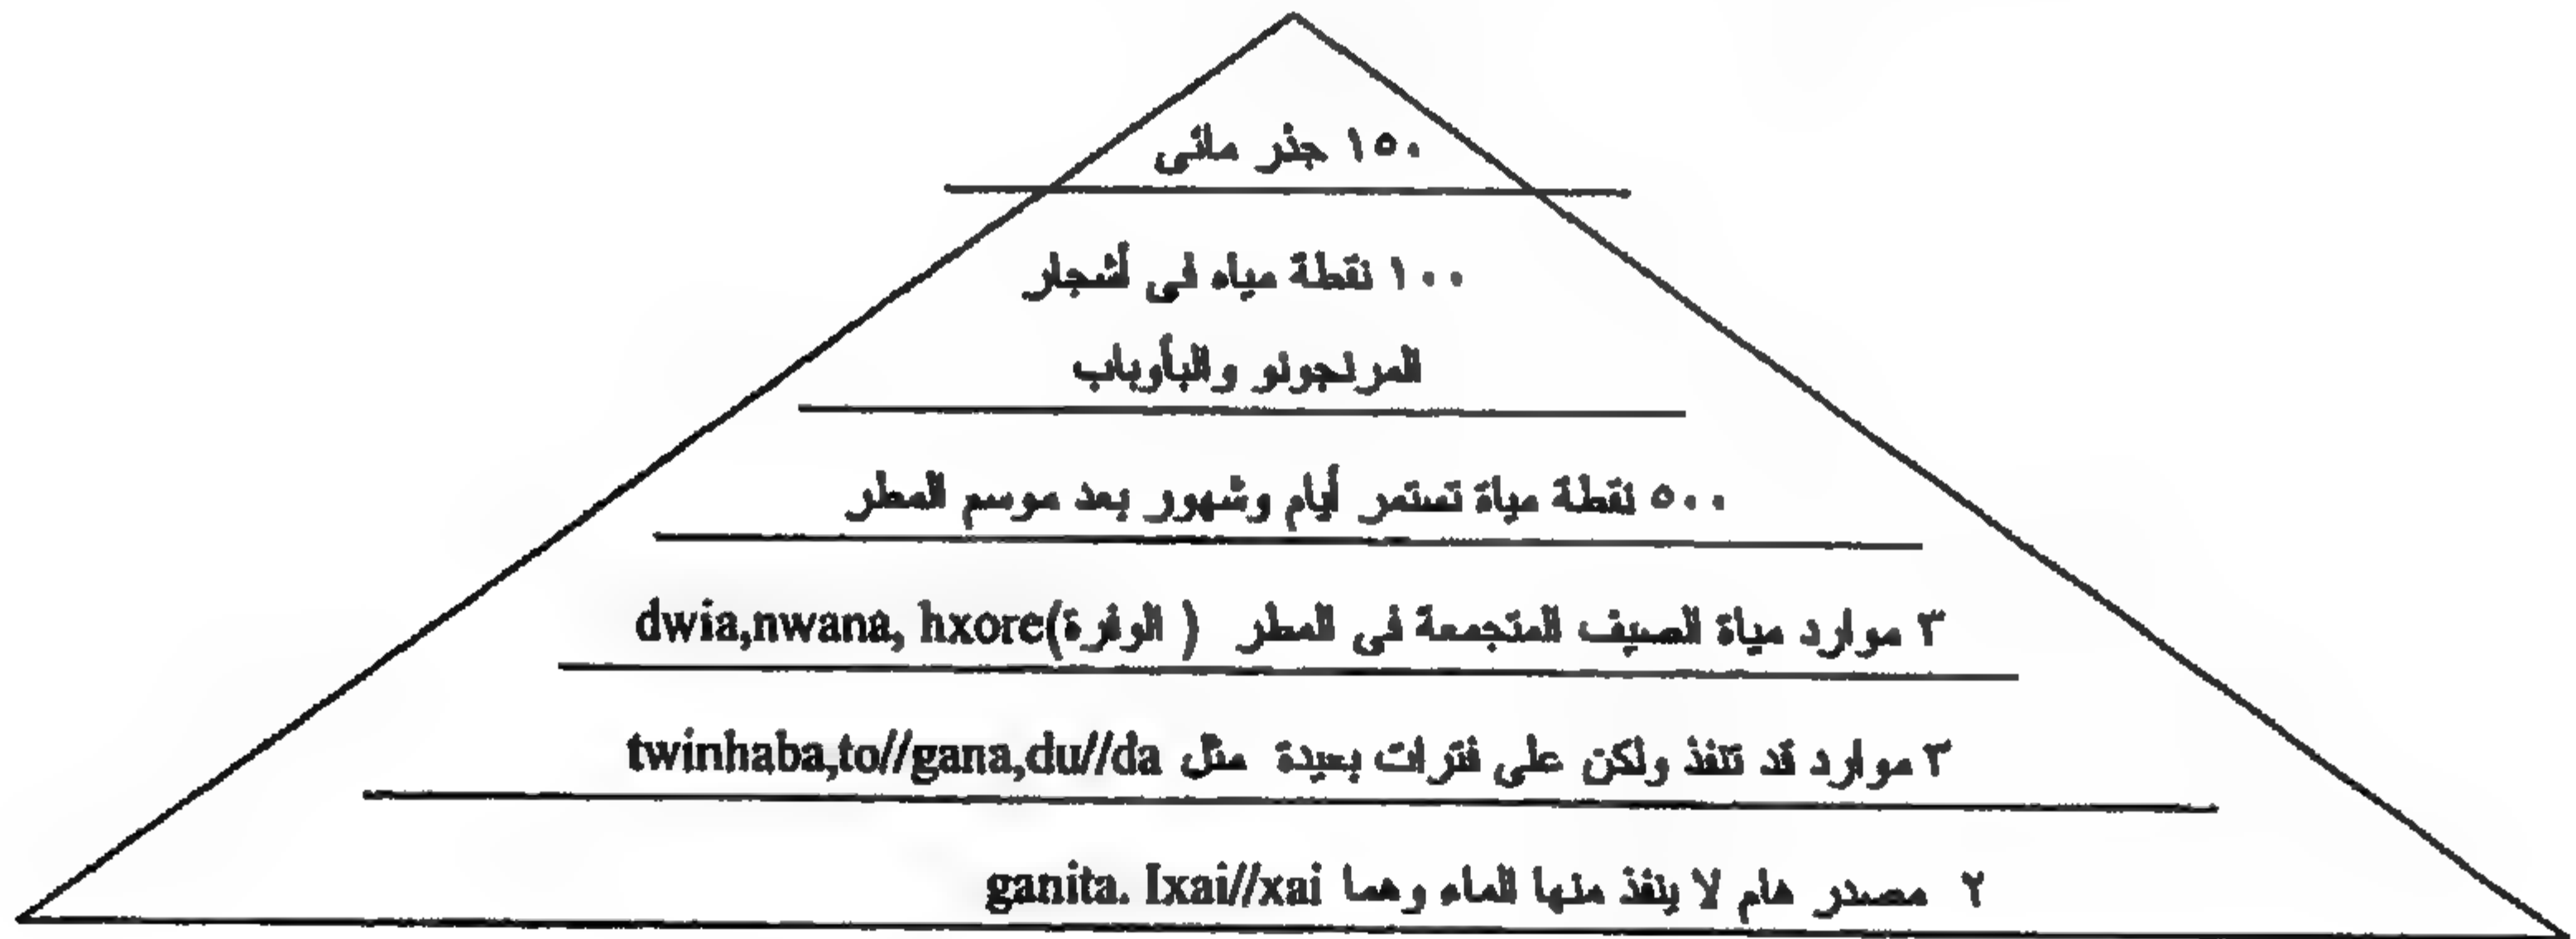 ١٥٠ جذر مائى
١٠٠ نقطة مياه فى أشجار
المرنجونو والبأوباب
٥٠٠ نقطة مياة تستمر أيام وشهور بعد موسم المطر
٣ موارد مياة الصيف المتجمعة فى المطر ( الوفرة)dwia,nwana, hxore
٣ موارد قد تنفذ ولكن على فترات بعيدة مثل twinhaba,to//gana,du//da
٢ مصدر هام لا ينفذ منها الماء وهما ganita. Ixai//xai